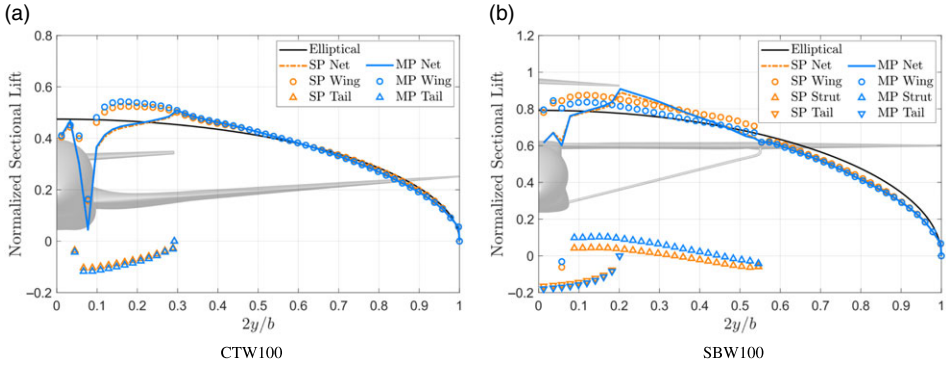 (a)
0.8
0.6
0.4
0.2
0
−0.2
Normalized Sectional Lift
Elliptical
SP Net
MP Net
SP Wing
MP Wing
SP Tail
MP Tail
0 0.1 0.2 0.3 0.4 0.5 0.6 0.7 0.8 0.9 1
2y/b
CTW100
(b)
1.2
1
0.8
0.6
0.4
0.2
0
−0.2
Normalized Sectional Lift
Elliptical
SP Net
MP Net
SP Wing
MP Wing
SP Strut
MP Strut
SP Tail
MP Tail
0 0.1 0.2 0.3 0.4 0.5 0.6 0.7 0.8 0.9 1
2y/b
SBW100